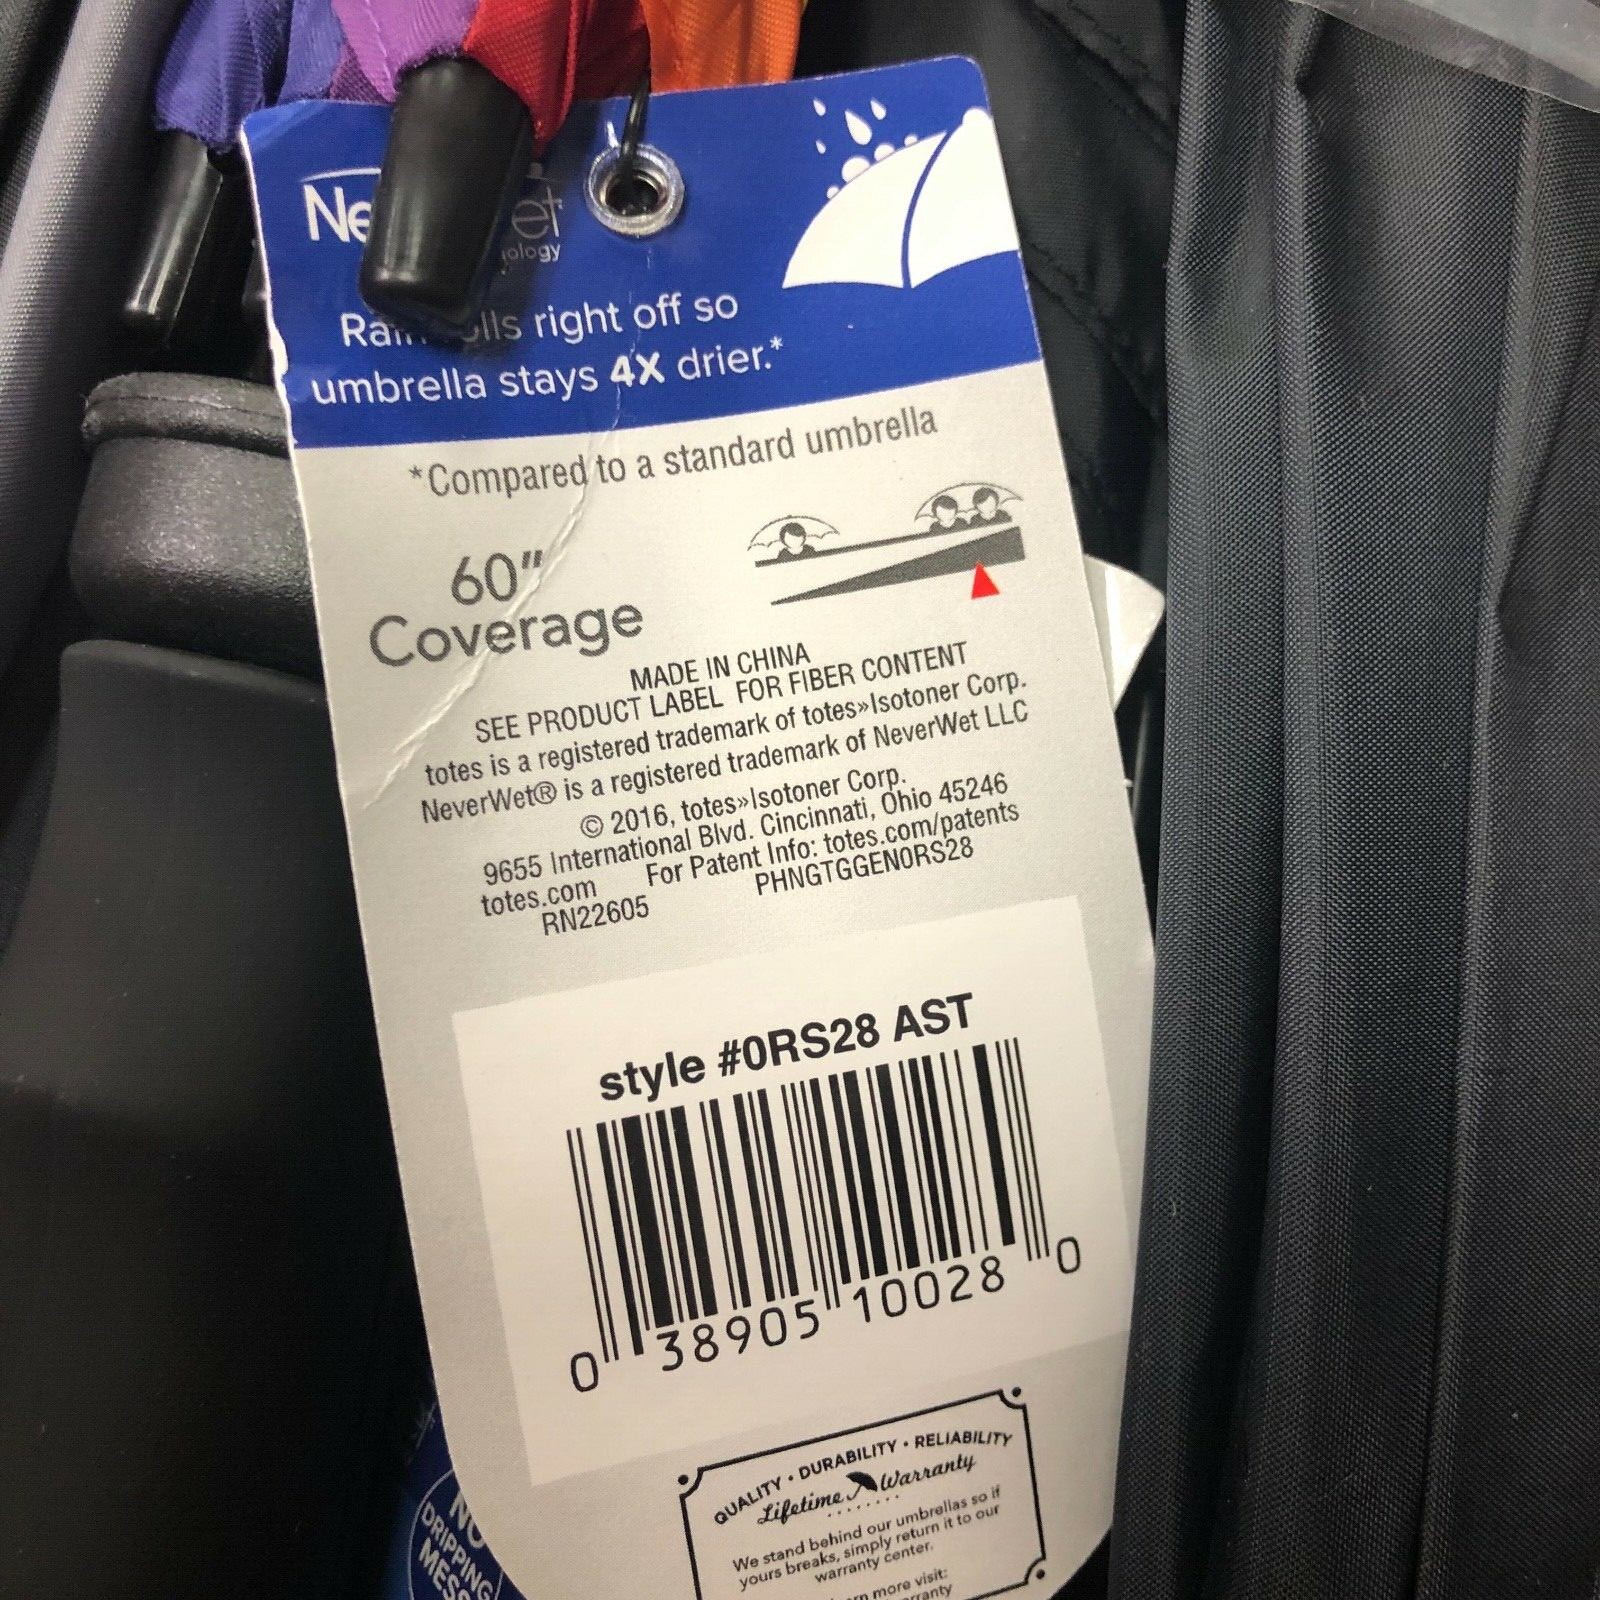 right off so
umbrella stays 4X drier.*
*Compared to a standard umbrella
60"
Coverage
MADE IN CHINA
SEE PRODUCT LABEL FOR FIBER CONTENT
totes is a registered trademark of totes»Isotoner Corp.
NeverWet® is a registered trademark of NeverWet LLC
© 2016, totes»Isotoner Corp.
9655 International Blvd. Cincinnati, Ohio 45246
totes.com For Patent Info: totes.com/patents
RN22605 PHNGTGGEN0RS28
style #0RS28 AST
0 38905 10028 0
QUALITY • DURABILITY • RELIABILITY
Lifetime Warranty
We stand behind our umbrellas so if
yours breaks, simply return it to our
warranty center.
more visit:
NO
DRIPPING